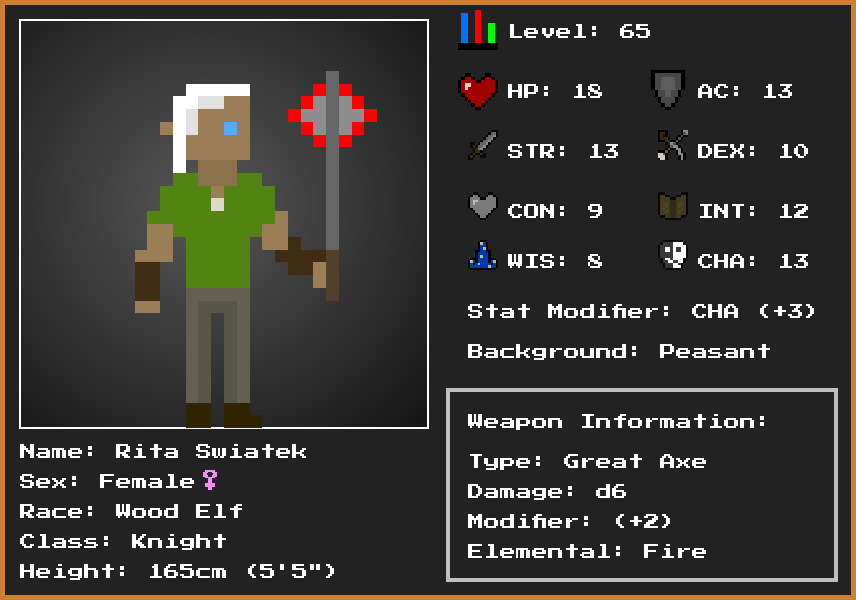 Level: 65
HP: 18
AC: 13
STR: 13
DEX: 10
CON: 9
INT: 12
WIS: 8
CHA: 13
Stat Modifier: CHA (+3)
Background: Peasant
Weapon Information:
Type: Great Axe
Damage: d6
Modifier: (+2)
Elemental: Fire
Name: Rita Swiatek
Sex: Female♀
Race: Wood Elf
Class: Knight
Height: 165cm (5'5")